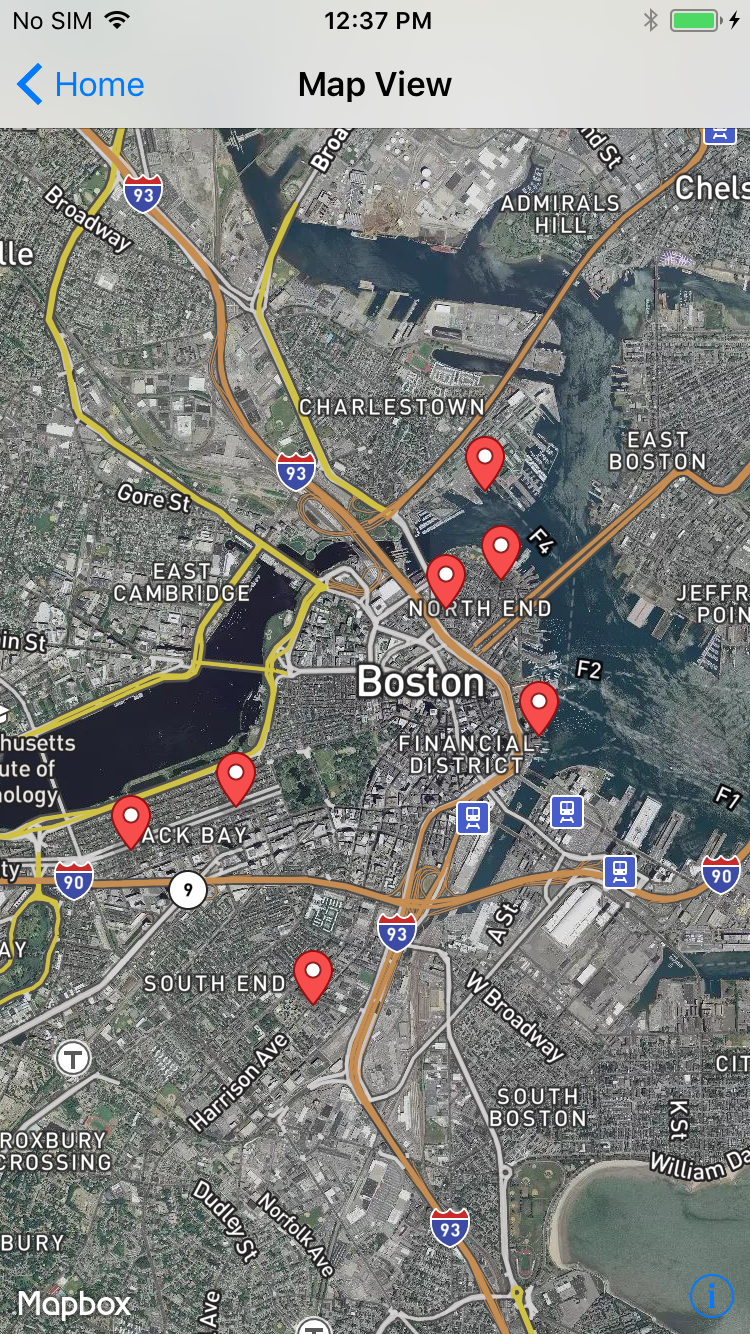 No SIM 12:37 PM
Home Map View
Broa
nd St
93
Broadway
ADMIRALS
HILL
Chels
lle
CHARLESTOWN
EAST
BOSTON
93
Gore St
F4
EAST
CAMBRIDGE
NORTH END
JEFFR
POIN
in St
Boston
F2
FINANCIAL
DISTRICT
husetts
ute of
nology
F1
ACK BAY
ty
90
9
90
93
A St
AY
SOUTH END
W Broadway
T
Harrison Ave
CIT
SOUTH
BOSTON
K St
ROXBURY
CROSSING
William Da
Dudley St
Norfolk Ave
93
BURY
Mapbox
Ave
i
T